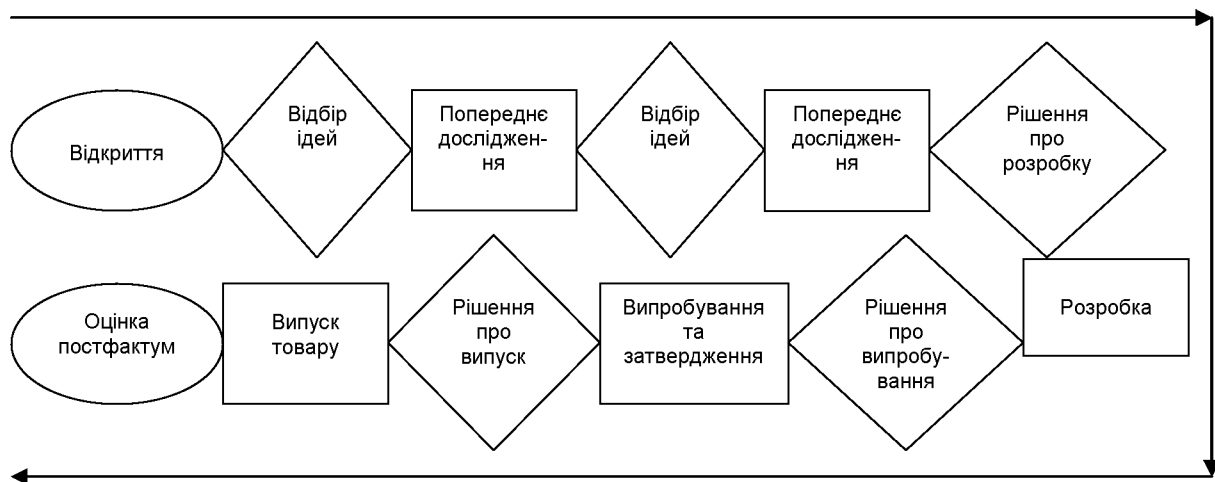 Відкриття
Відбір
ідей
Попереднє
досліджен-
ня
Відбір
ідей
Попереднє
досліджен-
ня
Рішення
про
розробку
Оцінка
постфактум
Випуск
товару
Рішення
про
випуск
Випробування
та
затвердження
Рішення
про
випробу-
вання
Розробка